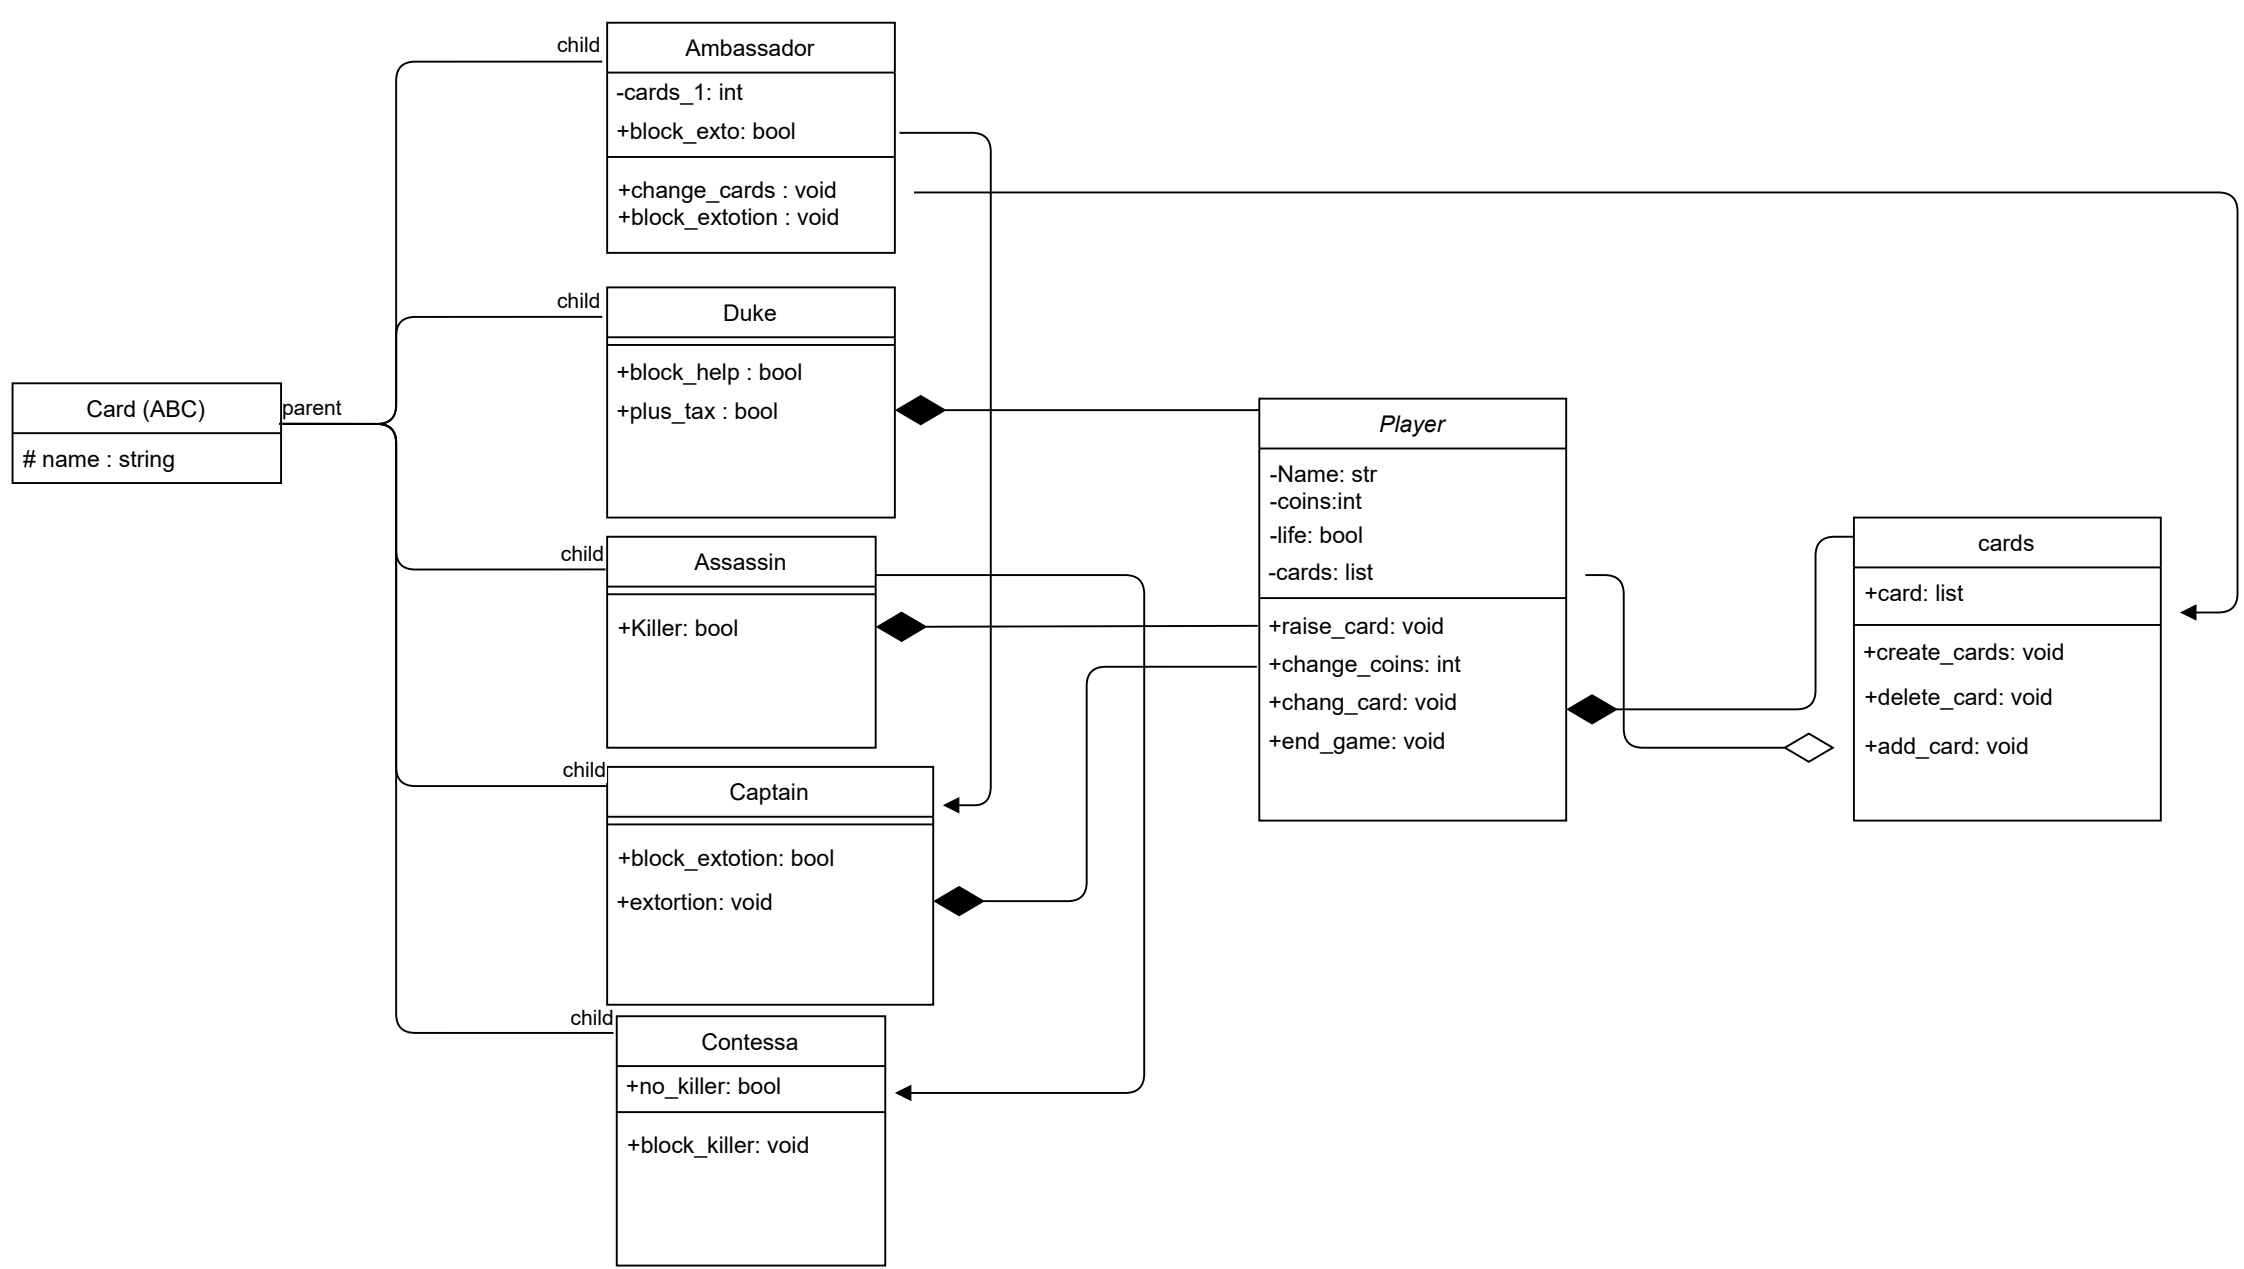 child
Ambassador
-cards_1: int
+block_exto: bool
+change_cards : void
+block_extotion : void
child
Duke
+block_help : bool
+plus_tax : bool
Card (ABC)
parent
# name : string
child
Assassin
+Killer: bool
child
Captain
+block_extotion: bool
+extortion: void
child
Contessa
+no_killer: bool
+block_killer: void
Player
-Name: str
-coins:int
-life: bool
-cards: list
+raise_card: void
+change_coins: int
+chang_card: void
+end_game: void
cards
+card: list
+create_cards: void
+delete_card: void
+add_card: void